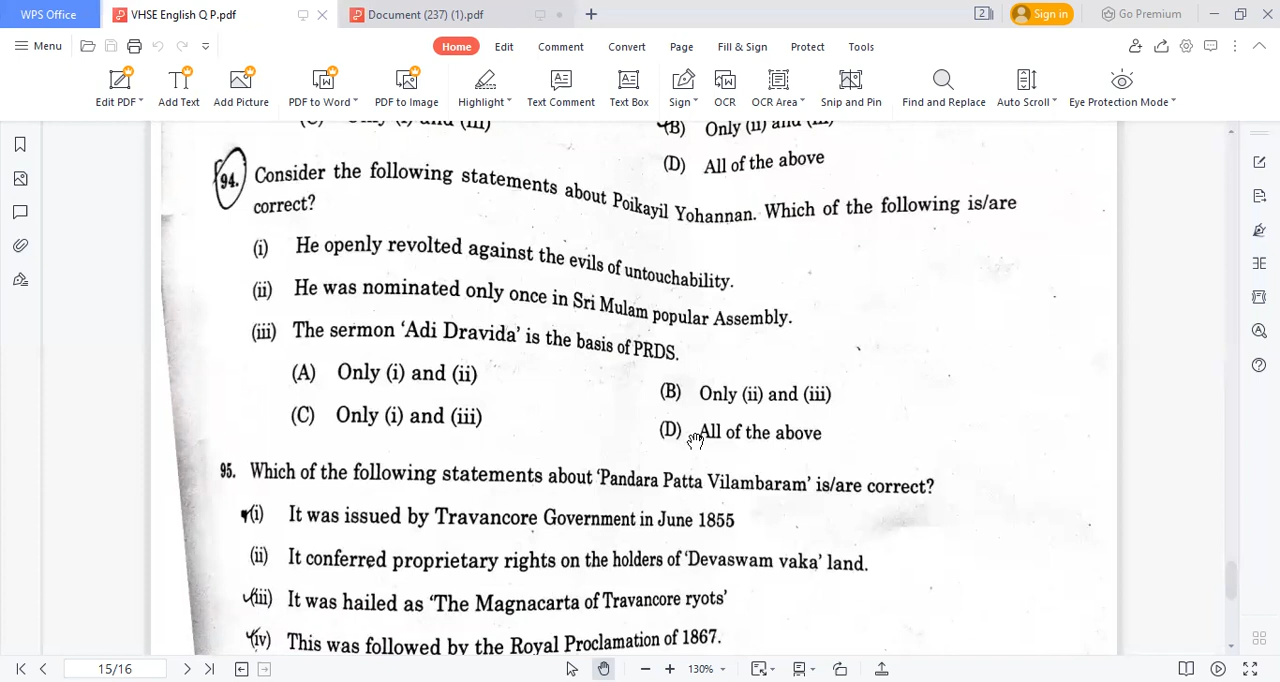 WPS Office
VHSE English Q P.pdf
Document (237) (1).pdf
Sign in
Go Premium
Menu
Home Edit Comment Convert Page Fill & Sign Protect Tools
Edit PDF Add Text Add Picture PDF to Word PDF to Image Highlight Text Comment Text Box Sign OCR OCR Area Snip and Pin Find and Replace Auto Scroll Eye Protection Mode
(C) Only (i) and (iii) (B) Only (ii) and (iii)
(D) All of the above
94. Consider the following statements about Poikayil Yohannan. Which of the following is/are
correct?
(i) He openly revolted against the evils of untouchability.
(ii) He was nominated only once in Sri Mulam popular Assembly.
(iii) The sermon 'Adi Dravida' is the basis of PRDS.
(A) Only (i) and (ii) (B) Only (ii) and (iii)
(C) Only (i) and (iii) (D) All of the above
95. Which of the following statements about 'Pandara Patta Vilambaram' is/are correct?
(i) It was issued by Travancore Government in June 1855
(ii) It conferred proprietary rights on the holders of 'Devaswam vaka' land.
(iii) It was hailed as 'The Magnacarta of Travancore ryots'
(iv) This was followed by the Royal Proclamation of 1867.
15/16
130%